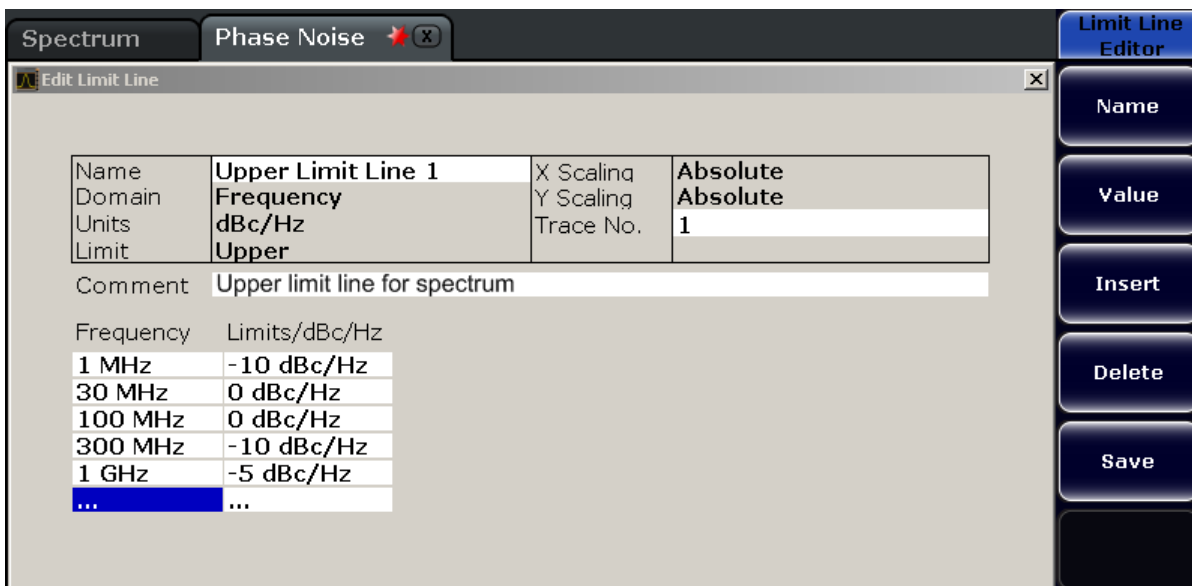 Spectrum
Phase Noise X
Limit Line
Editor
Edit Limit Line
Name
Name Upper Limit Line 1 X Scaling Absolute
Domain Frequency Y Scaling Absolute
Value
Units dBc/Hz Trace No. 1
Limit Upper
Comment Upper limit line for spectrum
Insert
Frequency Limits/dBc/Hz
1 MHz -10 dBc/Hz
Delete
30 MHz 0 dBc/Hz
100 MHz 0 dBc/Hz
300 MHz -10 dBc/Hz
Save
1 GHz -5 dBc/Hz
... ...